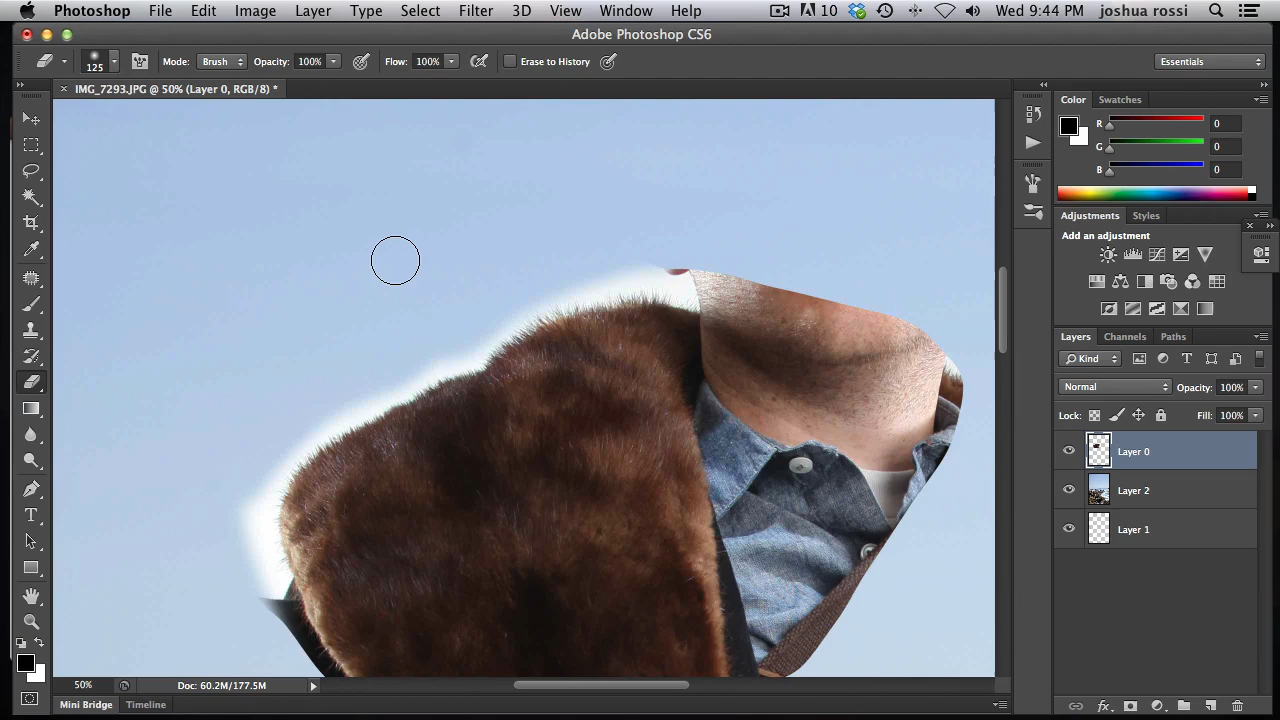 Photoshop File Edit Image Layer Type Select Filter 3D View Window Help 10 Wed 9:44 PM joshua rossi
Adobe Photoshop CS6
125 Mode: Brush Opacity: 100% Flow: 100% Erase to History Essentials
IMG_7293.JPG @ 50% (Layer 0, RGB/8) *
Color Swatches
R 0
G 0
B 0
Adjustments Styles
Add an adjustment
Layers Channels Paths
Kind
Normal Opacity: 100%
Lock: Fill: 100%
Layer 0
Layer 2
Layer 1
50% Doc: 60.2M/177.5M
Mini Bridge Timeline